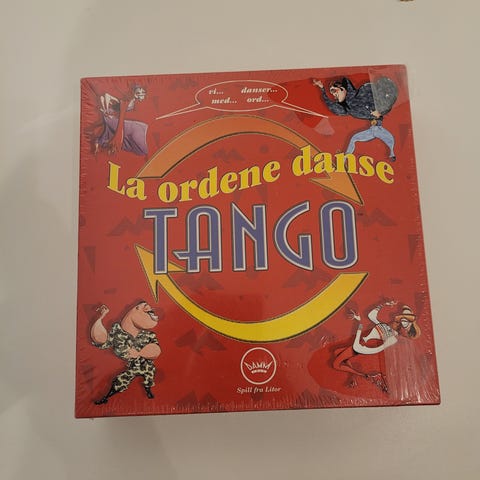 vi... danser...
med... ord...
La ordene danse
TANGO
DAMM
Spill fra Litor